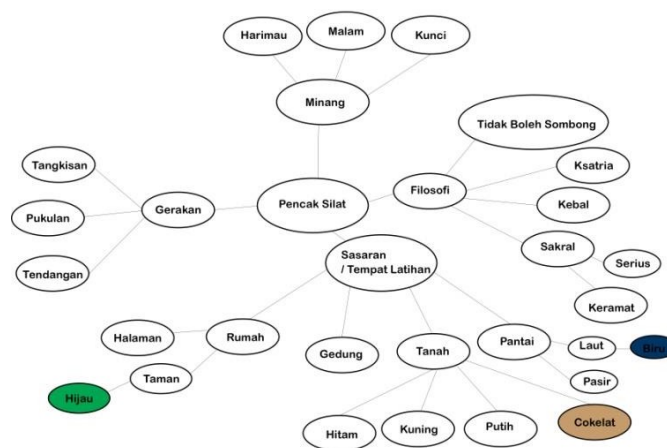 Harimau
Malam
Kunci
Minang
Tidak Boleh Sombong
Tangkisan
Ksatria
Filosofi
Pencak Silat
Gerakan
Kebal
Pukulan
Sakral
Sasaran
/ Tempat Latihan
Serius
Tendangan
Keramat
Halaman
Rumah
Pantai
Laut
Biru
Gedung
Tanah
Taman
Pasir
Hijau
Hitam
Kuning
Putih
Cokelat